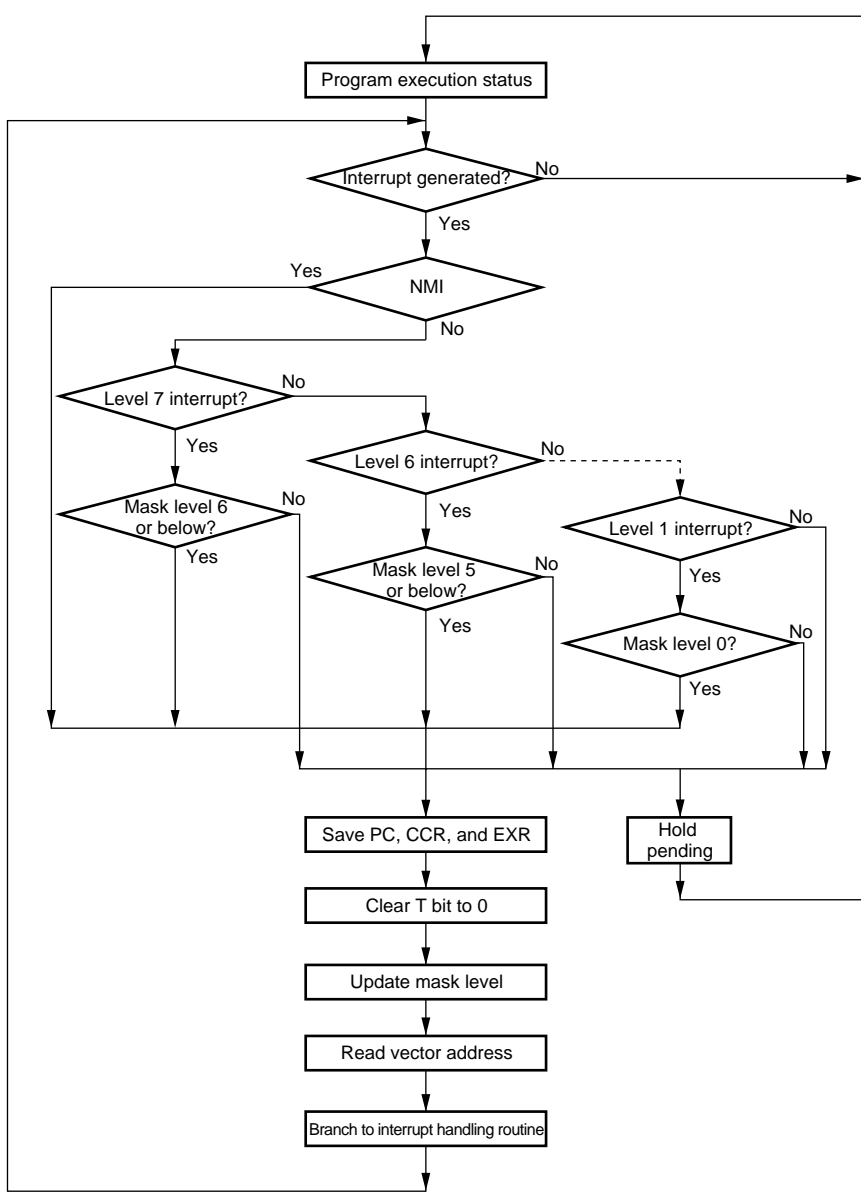 Program execution status
Interrupt generated?
No
Yes
Yes
NMI
No
Level 7 interrupt?
No
Yes
Level 6 interrupt?
No
Mask level 6
or below?
No
Yes
Level 1 interrupt?
No
Yes
Mask level 5
or below?
No
Yes
Yes
Mask level 0?
No
Yes
Save PC, CCR, and EXR
Hold
pending
Clear T bit to 0
Update mask level
Read vector address
Branch to interrupt handling routine